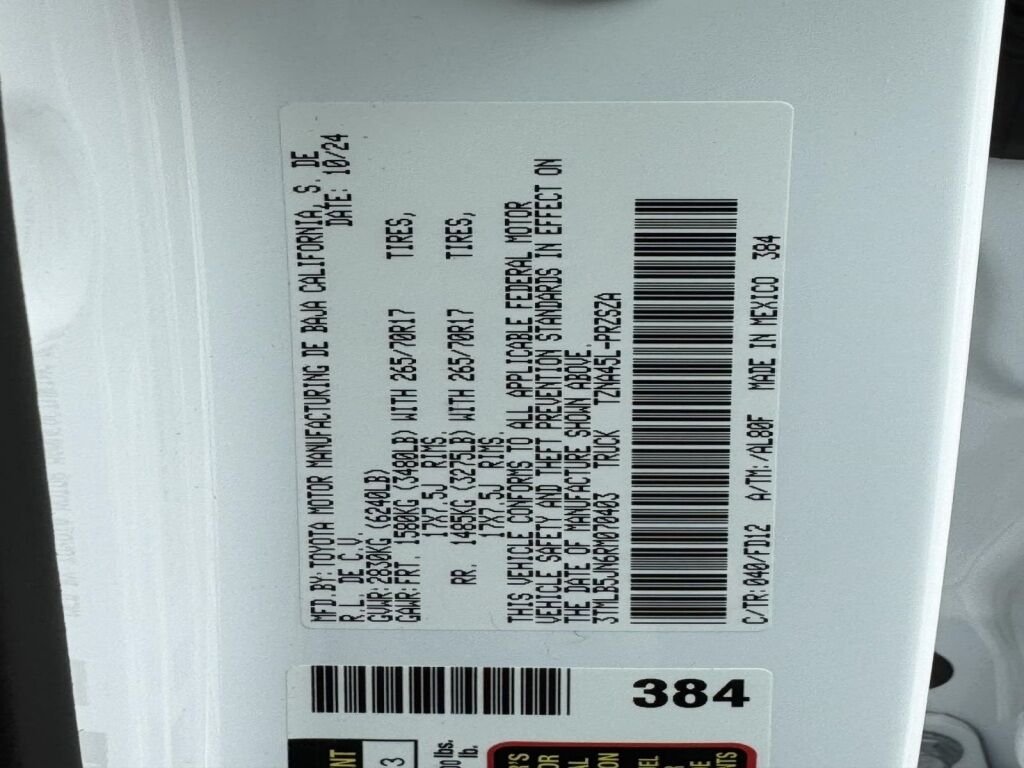 MFD. BY: TOYOTA MOTOR MANUFACTURING DE BAJA CALIFORNIA, S. DE
R.L. DE C.V. DATE: 10/24
GVWR: 2830KG (6240LB)
GAWR: FRT. 1580KG (3480LB) WITH 265/70R17 TIRES,
17X7.5J RIMS.
RR. 1485KG (3275LB) WITH 265/70R17 TIRES,
17X7.5J RIMS.
THIS VEHICLE CONFORMS TO ALL APPLICABLE FEDERAL MOTOR
VEHICLE SAFETY AND THEFT PREVENTION STANDARDS IN EFFECT ON
THE DATE OF MANUFACTURE SHOWN ABOVE.
3TMLB5JN6RM070403 TRUCK TZNA45L-PRZSZA
C/TR: 040/FD12 A/TM: /AL80F MADE IN MEXICO 384
384
3
lbs.
lb.